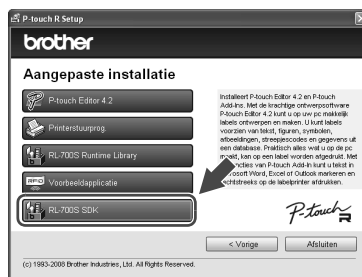 P-touch R Setup
brother
Aangepaste installatie
P-touch Editor 4.2
Printerstuurprog.
RL-700S Runtime Library
Voorbeeldapplicatie
RL-700S SDK
Installeert P-touch Editor 4.2 en P-touch
Add-Ins. Met de krachtige ontwerpsoftware
P-touch Editor 4.2 kunt u op uw pc makkelijk
labels ontwerpen en maken. U kunt labels
voorzien van tekst, figuren, symbolen,
afbeeldingen, streepjescodes en gegevens uit
een database. Praktisch alles wat u op de pc
maakt, kan op een label worden afgedrukt. Met
functies van P-touch Add-In kunt u tekst in
Microsoft Word, Excel of Outlook markeren en
rechtstreeks op de labelprinter afdrukken.
P-touch R
< Vorige
Afsluiten
(c) 1993-2008 Brother Industries, Ltd. All Rights Reserved.